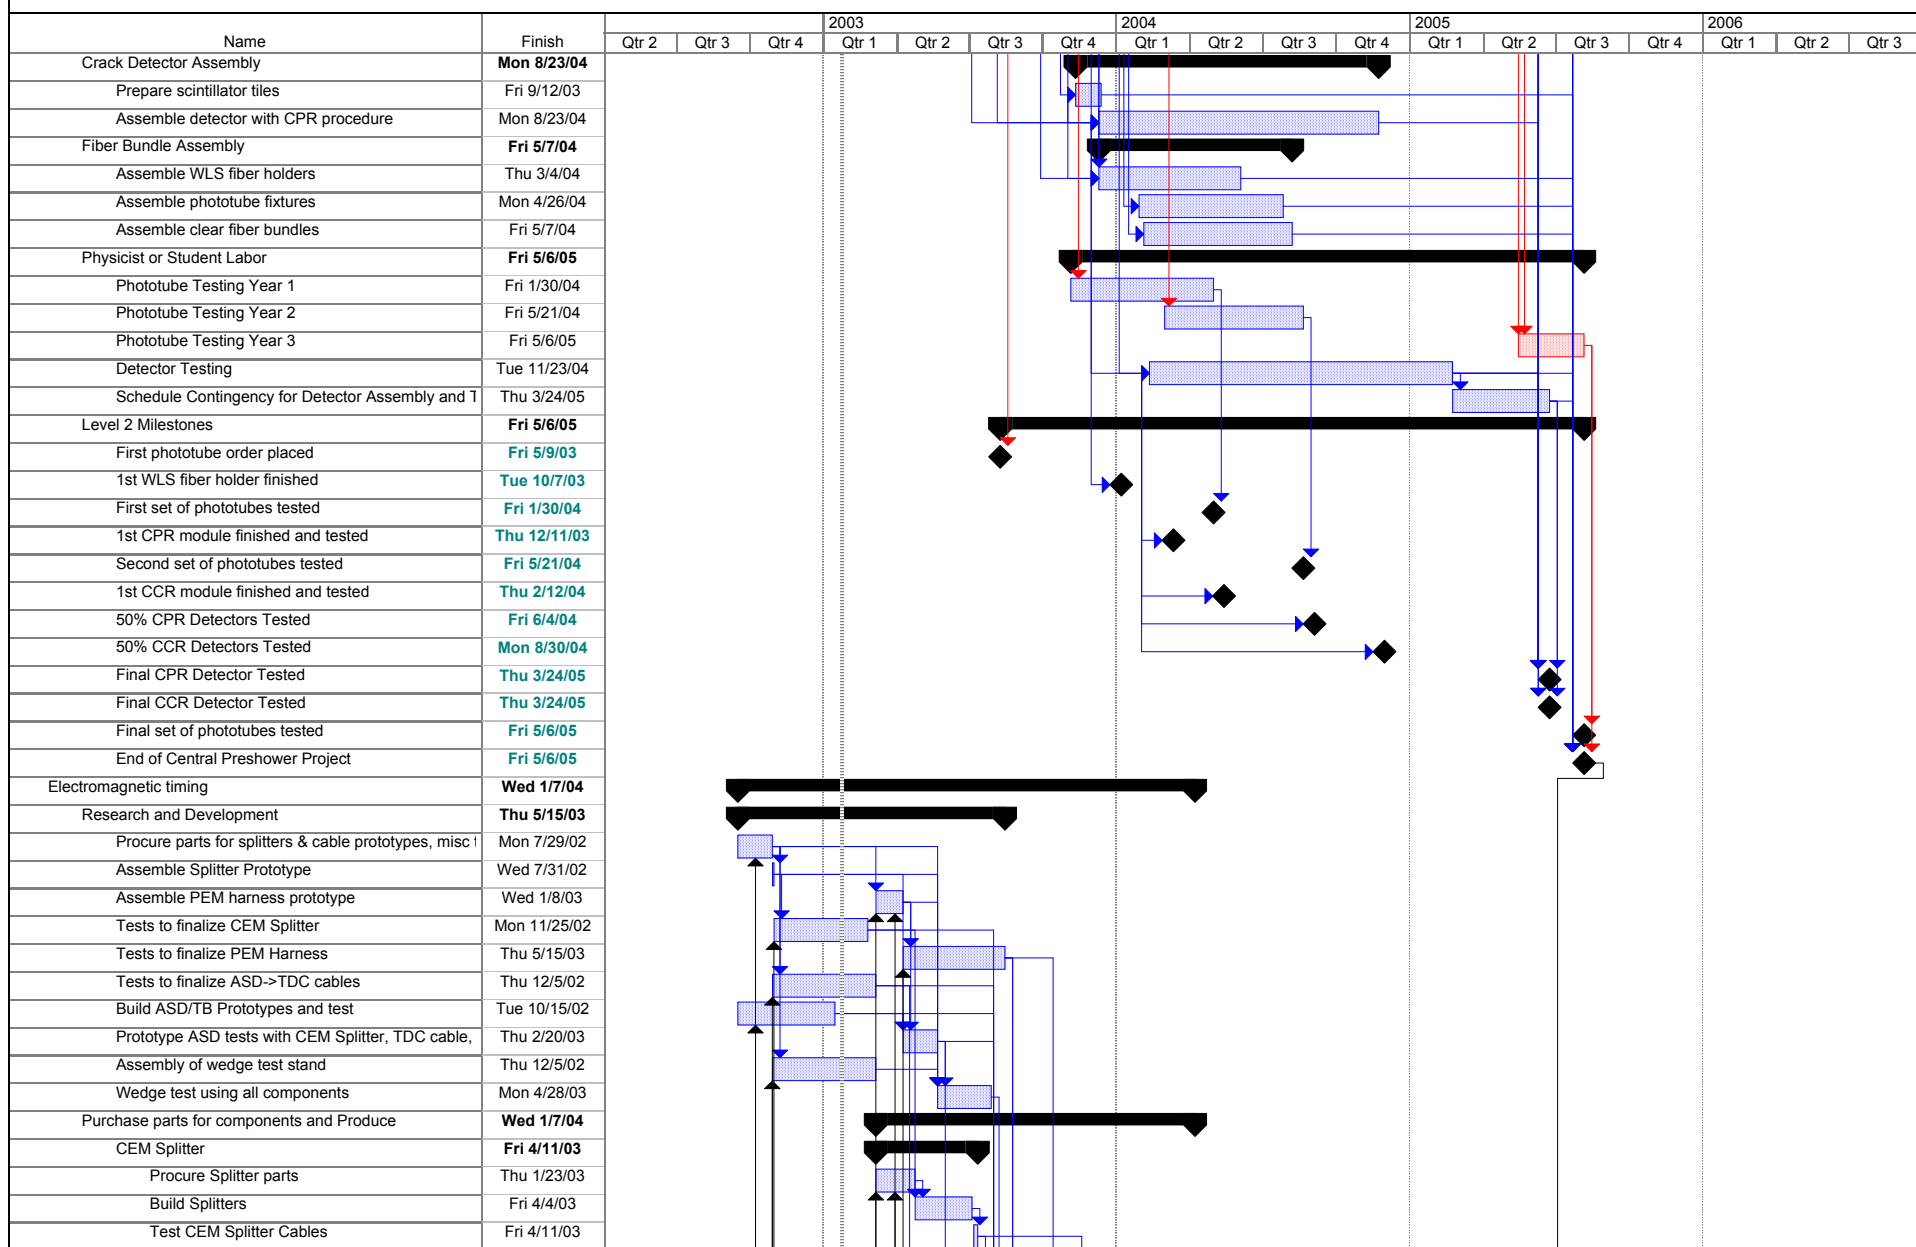 2003 2004 2005 2006
Name Finish Qtr 2 Qtr 3 Qtr 4 Qtr 1 Qtr 2 Qtr 3 Qtr 4 Qtr 1 Qtr 2 Qtr 3 Qtr 4 Qtr 1 Qtr 2 Qtr 3 Qtr 4 Qtr 1 Qtr 2 Qtr 3
Crack Detector Assembly Mon 8/23/04
Prepare scintillator tiles Fri 9/12/03
Assemble detector with CPR procedure Mon 8/23/04
Fiber Bundle Assembly Fri 5/7/04
Assemble WLS fiber holders Thu 3/4/04
Assemble phototube fixtures Mon 4/26/04
Assemble clear fiber bundles Fri 5/7/04
Physicist or Student Labor Fri 5/6/05
Phototube Testing Year 1 Fri 1/30/04
Phototube Testing Year 2 Fri 5/21/04
Phototube Testing Year 3 Fri 5/6/05
Detector Testing Tue 11/23/04
Schedule Contingency for Detector Assembly and T Thu 3/24/05
Level 2 Milestones Fri 5/6/05
First phototube order placed Fri 5/9/03
1st WLS fiber holder finished Tue 10/7/03
First set of phototubes tested Fri 1/30/04
1st CPR module finished and tested Thu 12/11/03
Second set of phototubes tested Fri 5/21/04
1st CCR module finished and tested Thu 2/12/04
50% CPR Detectors Tested Fri 6/4/04
50% CCR Detectors Tested Mon 8/30/04
Final CPR Detector Tested Thu 3/24/05
Final CCR Detector Tested Thu 3/24/05
Final set of phototubes tested Fri 5/6/05
End of Central Preshower Project Fri 5/6/05
Electromagnetic timing Wed 1/7/04
Research and Development Thu 5/15/03
Procure parts for splitters & cable prototypes, misc Mon 7/29/02
Assemble Splitter Prototype Wed 7/31/02
Assemble PEM harness prototype Wed 1/8/03
Tests to finalize CEM Splitter Mon 11/25/02
Tests to finalize PEM Harness Thu 5/15/03
Tests to finalize ASD->TDC cables Thu 12/5/02
Build ASD/TB Prototypes and test Tue 10/15/02
Prototype ASD tests with CEM Splitter, TDC cable, Thu 2/20/03
Assembly of wedge test stand Thu 12/5/02
Wedge test using all components Mon 4/28/03
Purchase parts for components and Produce Wed 1/7/04
CEM Splitter Fri 4/11/03
Procure Splitter parts Thu 1/23/03
Build Splitters Fri 4/4/03
Test CEM Splitter Cables Fri 4/11/03